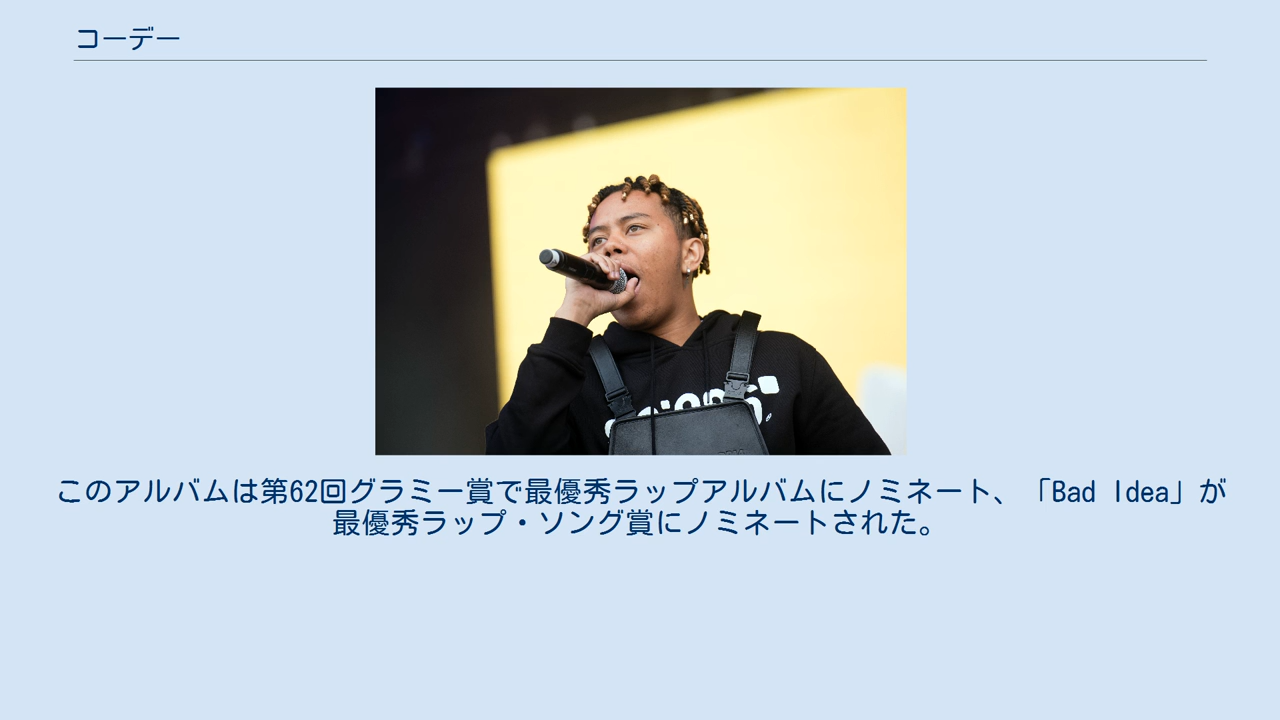 コーデー
このアルバムは第62回グラミー賞で最優秀ラップアルバムにノミネート、「Bad Idea」が
最優秀ラップ・ソング賞にノミネートされた。